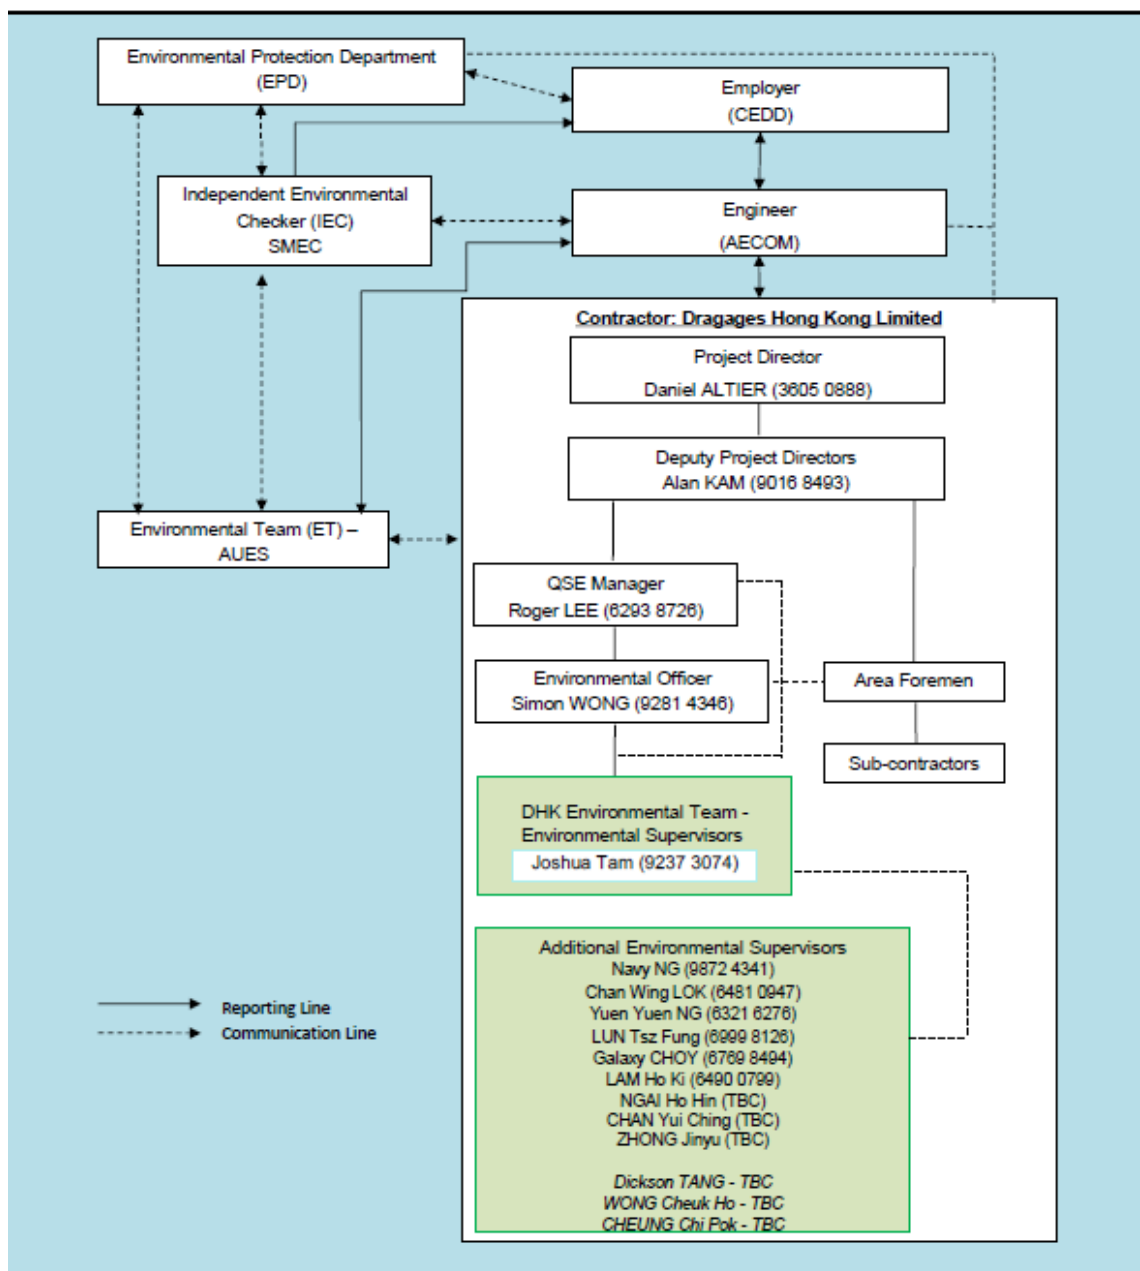 Environmental Protection Department
(EPD)
Employer
(CEDD)
Independent Environmental
Checker (IEC)
SMEC
Engineer
(AECOM)
Contractor: Dragages Hong Kong Limited
Project Director
Daniel ALTIER (3605 0888)
Deputy Project Directors
Alan KAM (9016 8493)
Environmental Team (ET) –
AUES
QSE Manager
Roger LEE (6293 8726)
Environmental Officer
Simon WONG (9281 4346)
Area Foremen
Sub-contractors
DHK Environmental Team -
Environmental Supervisors
Joshua Tam (9237 3074)
Additional Environmental Supervisors
Navy NG (9872 4341)
Chan Wing LOK (6481 0947)
Yuen Yuen NG (6321 6276)
LUN Tsz Fung (6999 8126)
Galaxy CHOY (6769 8494)
LAM Ho Ki (6490 0799)
NGAI Ho Hin (TBC)
CHAN Yui Ching (TBC)
ZHONG Jinyu (TBC)
Dickson TANG - TBC
WONG Cheuk Ho - TBC
CHEUNG Chi Pok - TBC
Reporting Line
Communication Line